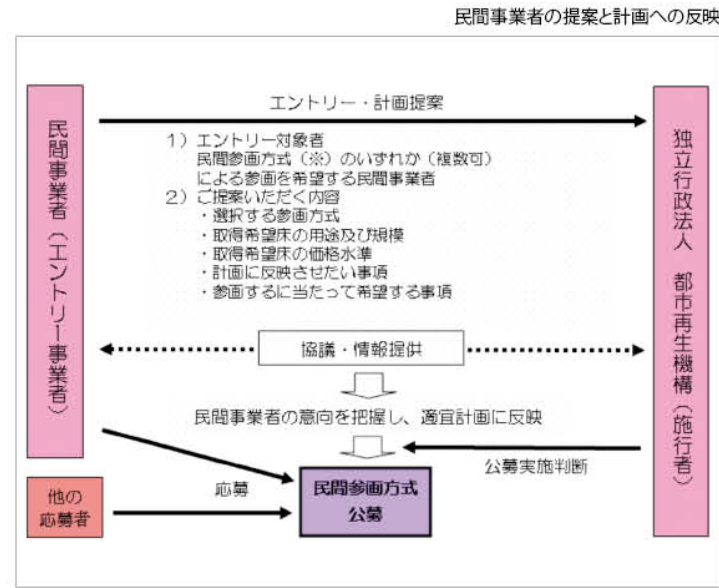 民間事業者の提案と計画への反映
エントリー・計画提案
民間事業者（エントリー事業者）
独立行政法人 都市再生機構（施行者）
１）エントリー対象者
民間参画方式（※）のいずれか（複数可）
による参画を希望する民間事業者
２）ご提案いただく内容
・選択する参画方式
・取得希望床の用途及び規模
・取得希望床の価格水準
・計画に反映させたい事項
・参画するに当たって希望する事項
協議・情報提供
民間事業者の意向を把握し、適宜計画に反映
公募実施判断
応募
民間参画方式
公募
他の
応募者